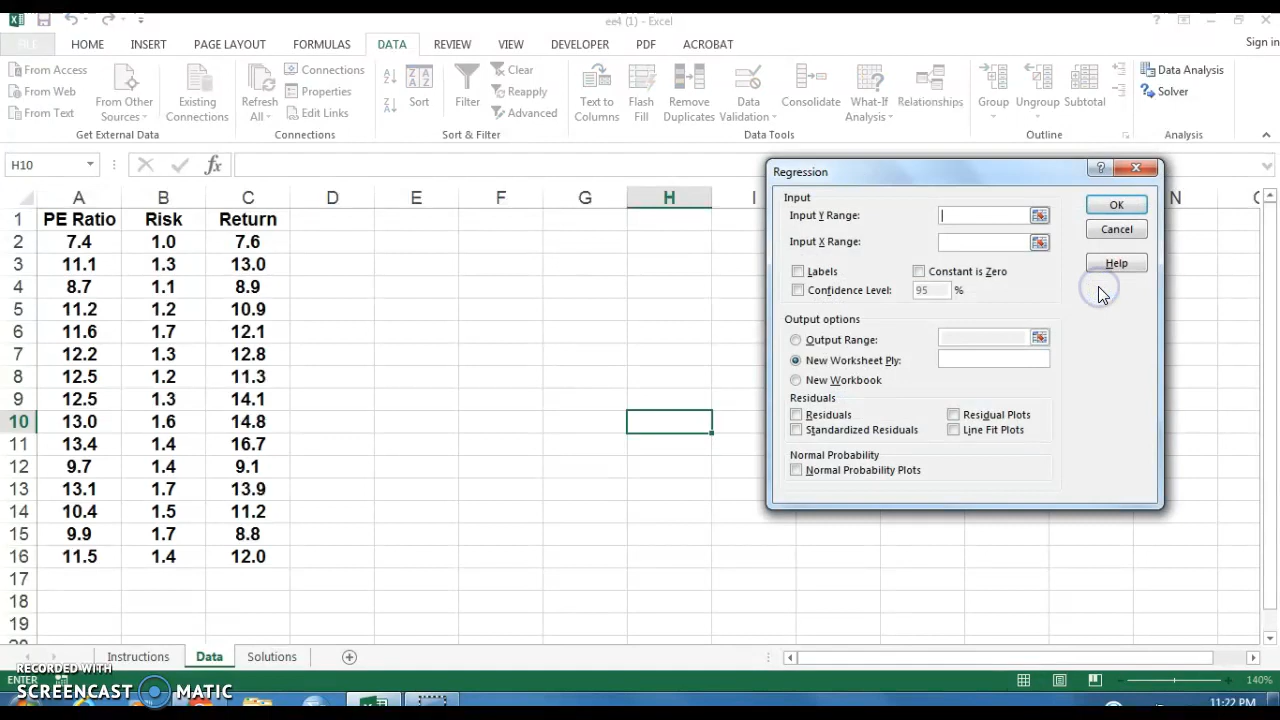 ee4 (1) - Excel
FILE HOME INSERT PAGE LAYOUT FORMULAS DATA REVIEW VIEW DEVELOPER PDF ACROBAT Sign in
From Access
From Web
From Text
From Other Sources
Existing Connections
Get External Data
Refresh All
Connections
Properties
Edit Links
Connections
Sort
Filter
Clear
Reapply
Advanced
Sort & Filter
Text to Columns
Flash Fill
Remove Duplicates
Data Validation
Consolidate
What-If Analysis
Relationships
Data Tools
Group
Ungroup
Subtotal
Outline
Data Analysis
Solver
Analysis
H10 fx
A B C D E F G H I N
1 PE Ratio Risk Return
2 7.4 1.0 7.6
3 11.1 1.3 13.0
4 8.7 1.1 8.9
5 11.2 1.2 10.9
6 11.6 1.7 12.1
7 12.2 1.3 12.8
8 12.5 1.2 11.3
9 12.5 1.3 14.1
10 13.0 1.6 14.8
11 13.4 1.4 16.7
12 9.7 1.4 9.1
13 13.1 1.7 13.9
14 10.4 1.5 11.2
15 9.9 1.7 8.8
16 11.5 1.4 12.0
17
18
19
Regression
Input
Input Y Range:
Input X Range:
Labels Constant is Zero
Confidence Level: 95 %
OK
Cancel
Help
Output options
Output Range:
New Worksheet Ply:
New Workbook
Residuals
Residuals Residual Plots
Standardized Residuals Line Fit Plots
Normal Probability
Normal Probability Plots
Instructions Data Solutions
RECORDED WITH
ENTER 140%
SCREENCAST MATIC
11:22 PM